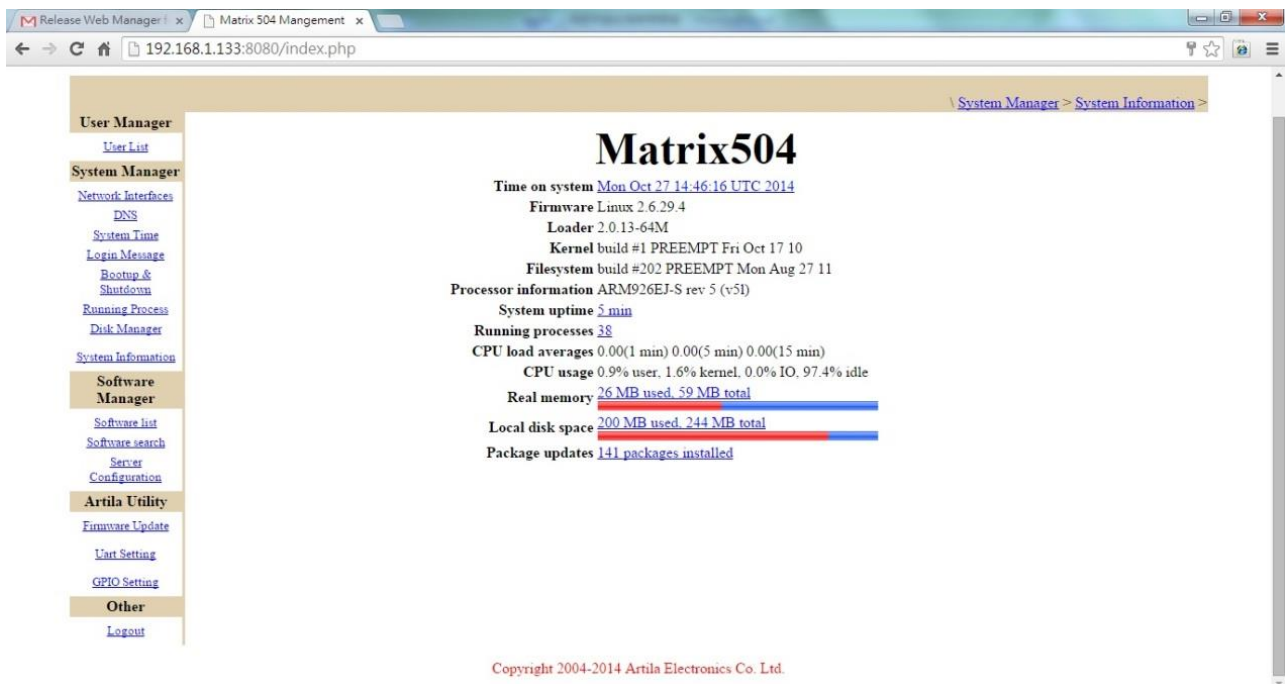 Release Web Manager f
Matrix 504 Mangement
192.168.1.133:8080/index.php
\ System Manager > System Information >
User Manager
User List
System Manager
Network Interfaces
DNS
System Time
Login Message
Bootup &
Shutdown
Running Process
Disk Manager
System Information
Software
Manager
Software list
Software search
Server
Configuration
Artila Utility
Firmware Update
Uart Setting
GPIO Setting
Other
Logout
Matrix504
Time on system Mon Oct 27 14:46:16 UTC 2014
Firmware Linux 2.6.29.4
Loader 2.0.13-64M
Kernel build #1 PREEMPT Fri Oct 17 10
Filesystem build #202 PREEMPT Mon Aug 27 11
Processor information ARM926EJ-S rev 5 (v5l)
System uptime 5 min
Running processes 38
CPU load averages 0.00(1 min) 0.00(5 min) 0.00(15 min)
CPU usage 0.9% user, 1.6% kernel, 0.0% IO, 97.4% idle
Real memory 26 MB used, 59 MB total
Local disk space 200 MB used, 244 MB total
Package updates 141 packages installed
Copyright 2004-2014 Artila Electronics Co. Ltd.